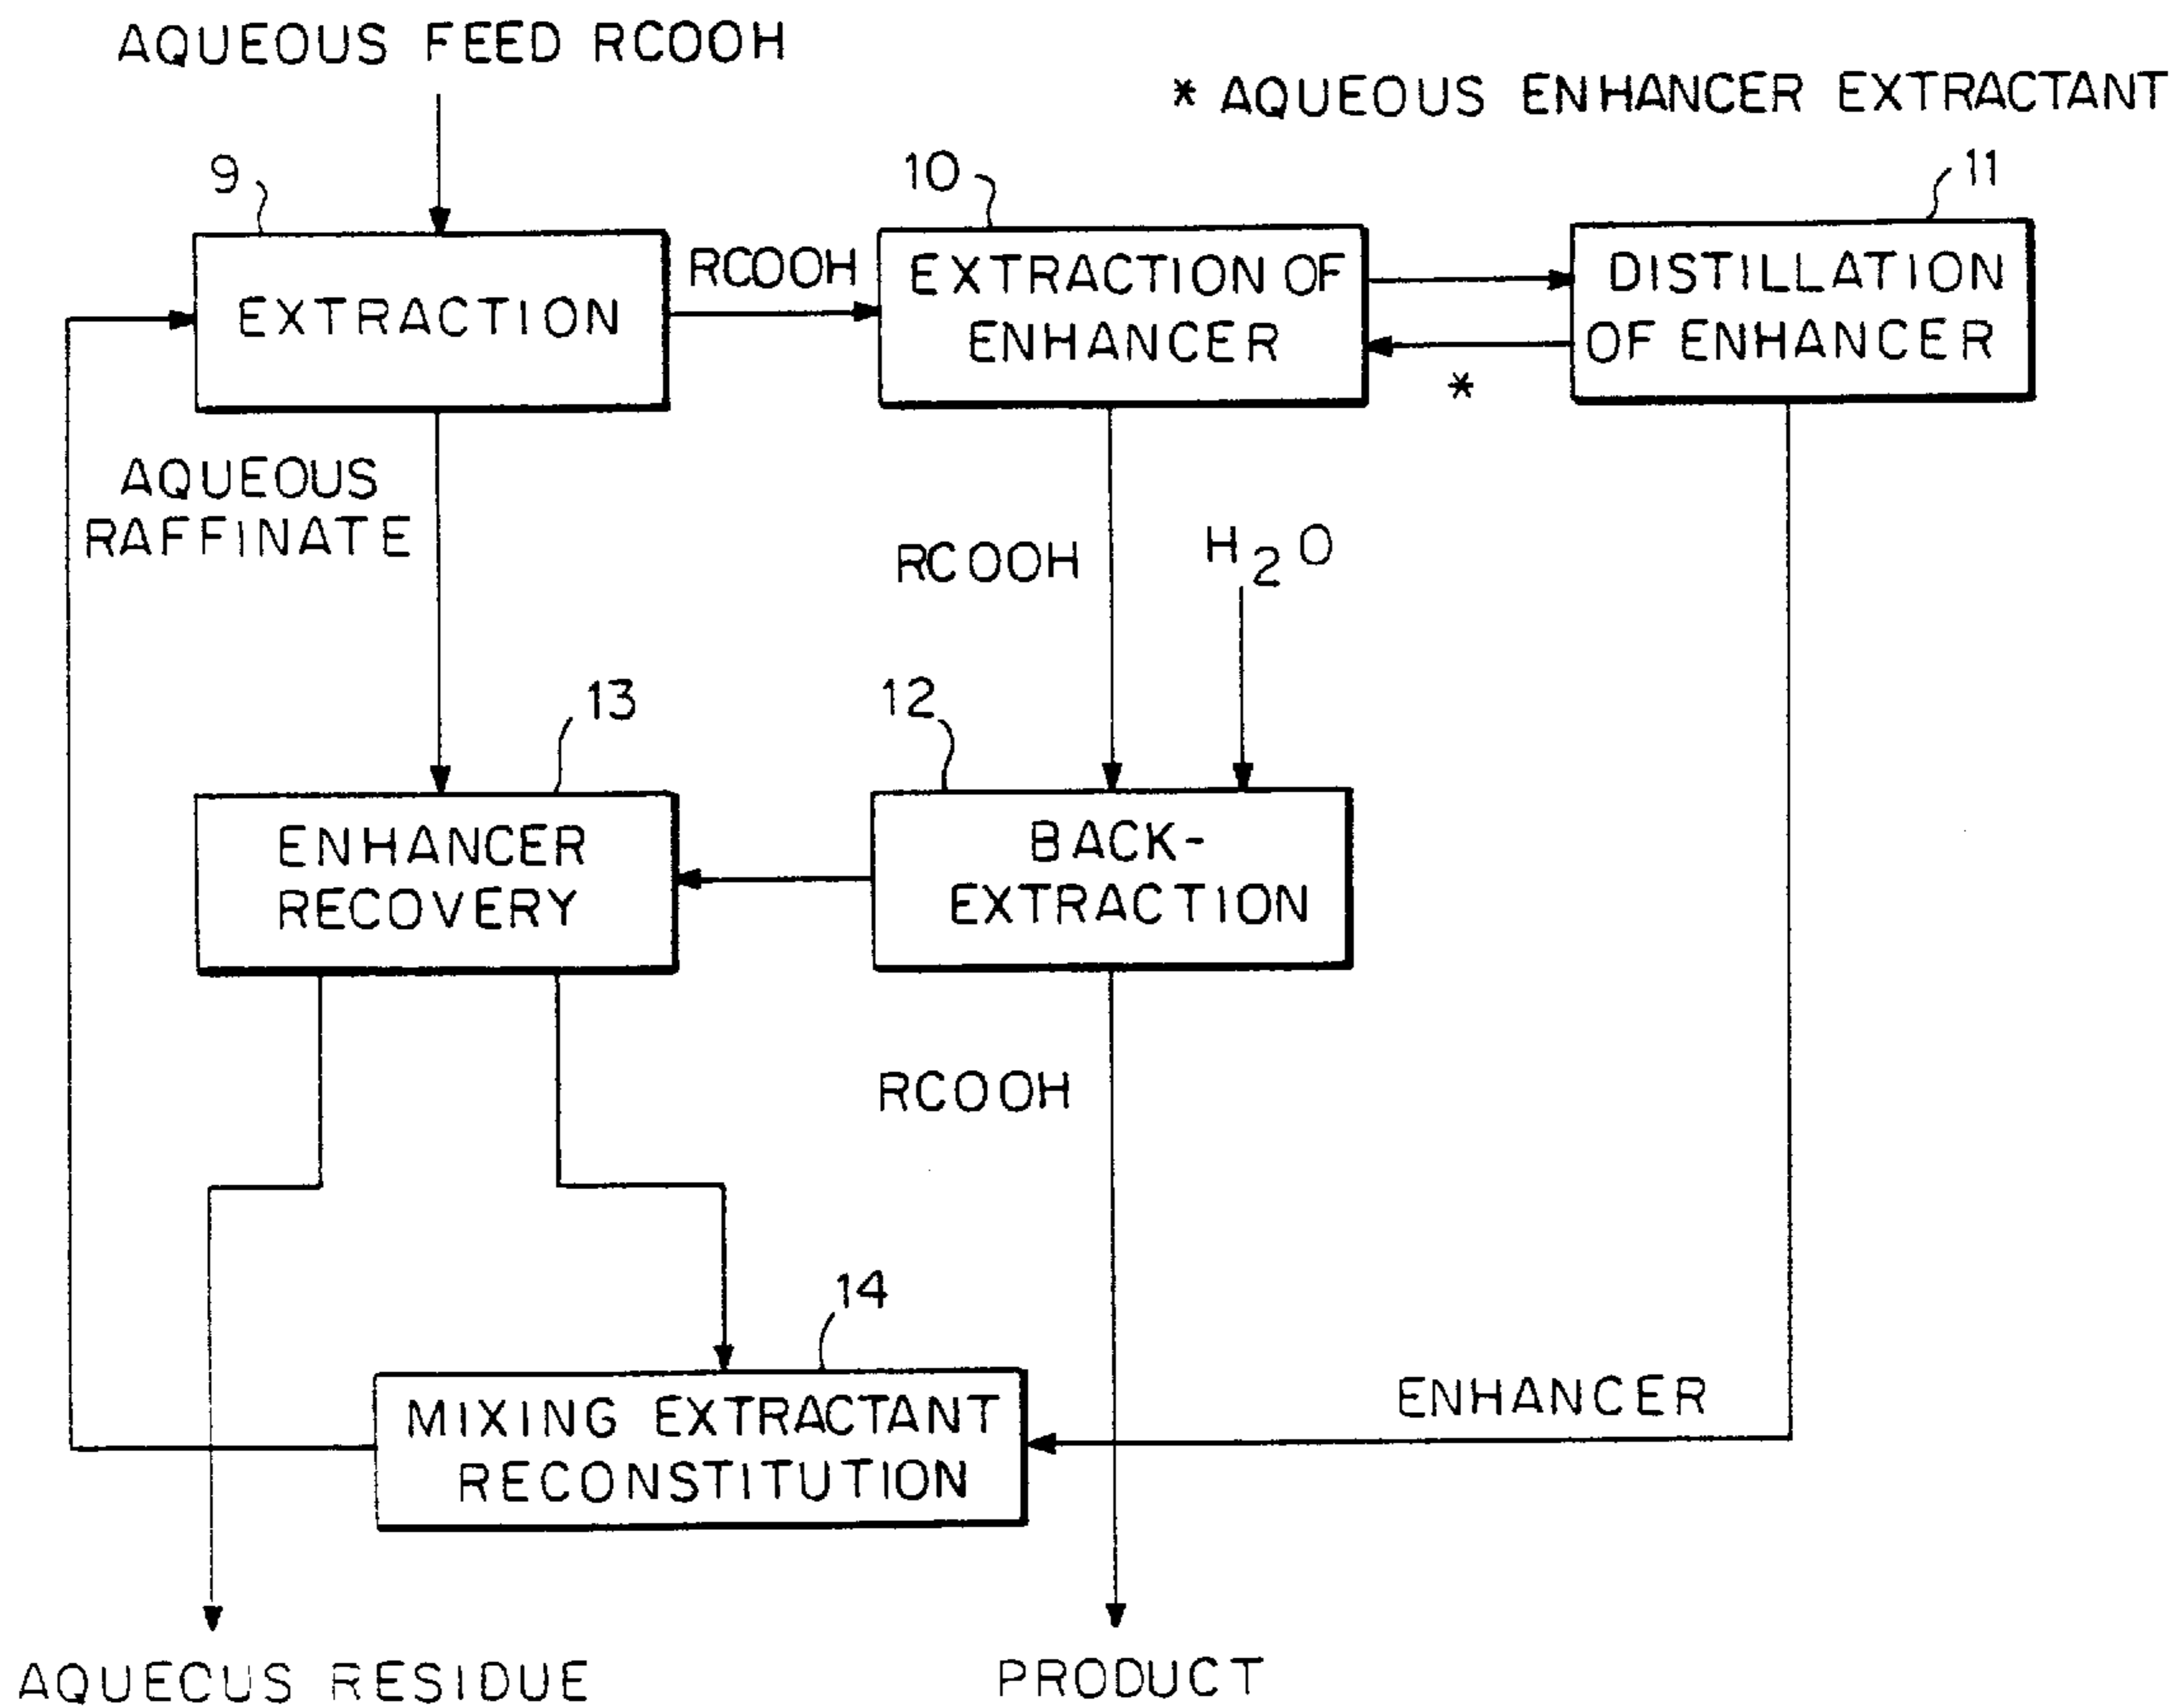 AQUEOUS FEED RCOOH
* AQUEOUS ENHANCER EXTRACTANT
9
10
11
EXTRACTION
RCOOH
EXTRACTION OF
ENHANCER
DISTILLATION
OF ENHANCER
*
AQUEOUS
RAFFINATE
RCOOH
H2O
13
12
ENHANCER
RECOVERY
BACK-
EXTRACTION
RCOOH
14
MIXING EXTRACTANT
RECONSTITUTION
ENHANCER
AQUECUS RESIDUE
PRODUCT